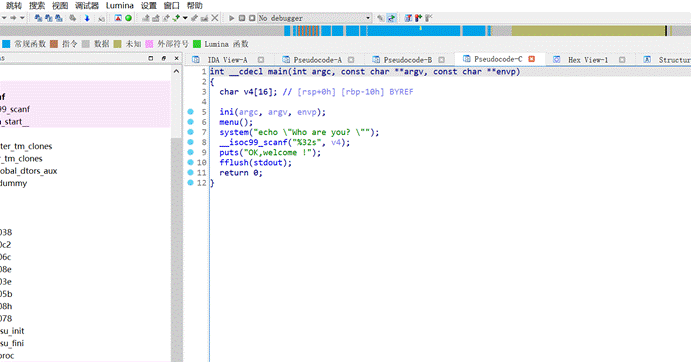 跳转 搜索 视图 调试器 Lumina 设置 窗口 帮助
No debugger
常规函数 指令 数据 未知 外部符号 Lumina 函数
IDA View-A Pseudocode-A Pseudocode-B Pseudocode-C Hex View-1 Structur
1 int __cdecl main(int argc, const char **argv, const char **envp)
2 {
3 char v4[16]; // [rsp+0h] [rbp-10h] BYREF
4
5 ini(argc, argv, envp);
6 menu();
7 system("echo \"Who are you? \"");
8 __isoc99_scanf("%32s", v4);
9 puts("OK,welcome !");
10 fflush(stdout);
11 return 0;
12 }
99_scanf
_start__
ter_tm_clones
r_tm_clones
lobal_dtors_aux
dummy
038
0c2
06c
08e
03e
05b
08h
078
su_init
su_fini
proc